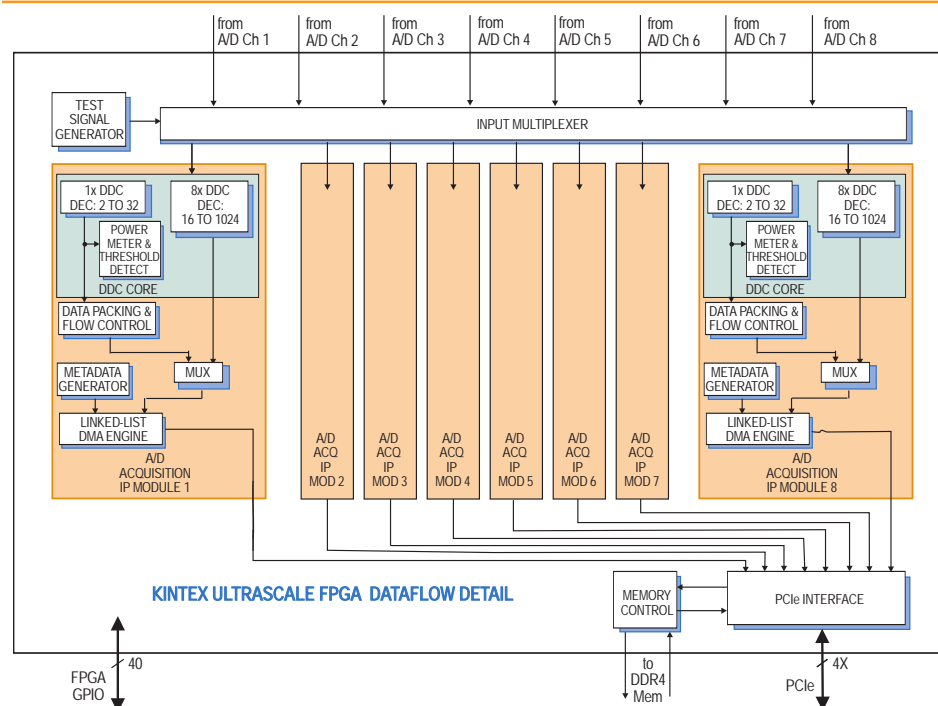 from
A/D Ch 1
from
A/D Ch 2
from
A/D Ch 3
from
A/D Ch 4
from
A/D Ch 5
from
A/D Ch 6
from
A/D Ch 7
from
A/D Ch 8
TEST
SIGNAL
GENERATOR
INPUT MULTIPLEXER
1x DDC
DEC: 2 TO 32
8x DDC
DEC:
16 TO 1024
POWER
METER &
THRESHOLD
DETECT
DDC CORE
DATA PACKING &
FLOW CONTROL
METADATA
GENERATOR
MUX
LINKED-LIST
DMA ENGINE
A/D
ACQUISITION
IP MODULE 1
A/D
ACQ
IP
MOD 2
A/D
ACQ
IP
MOD 3
A/D
ACQ
IP
MOD 4
A/D
ACQ
IP
MOD 5
A/D
ACQ
IP
MOD 6
A/D
ACQ
IP
MOD 7
1x DDC
DEC: 2 TO 32
8x DDC
DEC:
16 TO 1024
POWER
METER &
THRESHOLD
DETECT
DDC CORE
DATA PACKING &
FLOW CONTROL
METADATA
GENERATOR
MUX
LINKED-LIST
DMA ENGINE
A/D
ACQUISITION
IP MODULE 8
KINTEX ULTRASCALE FPGA DATAFLOW DETAIL
MEMORY
CONTROL
PCIe INTERFACE
40
FPGA
GPIO
to
DDR4
Mem
4X
PCIe